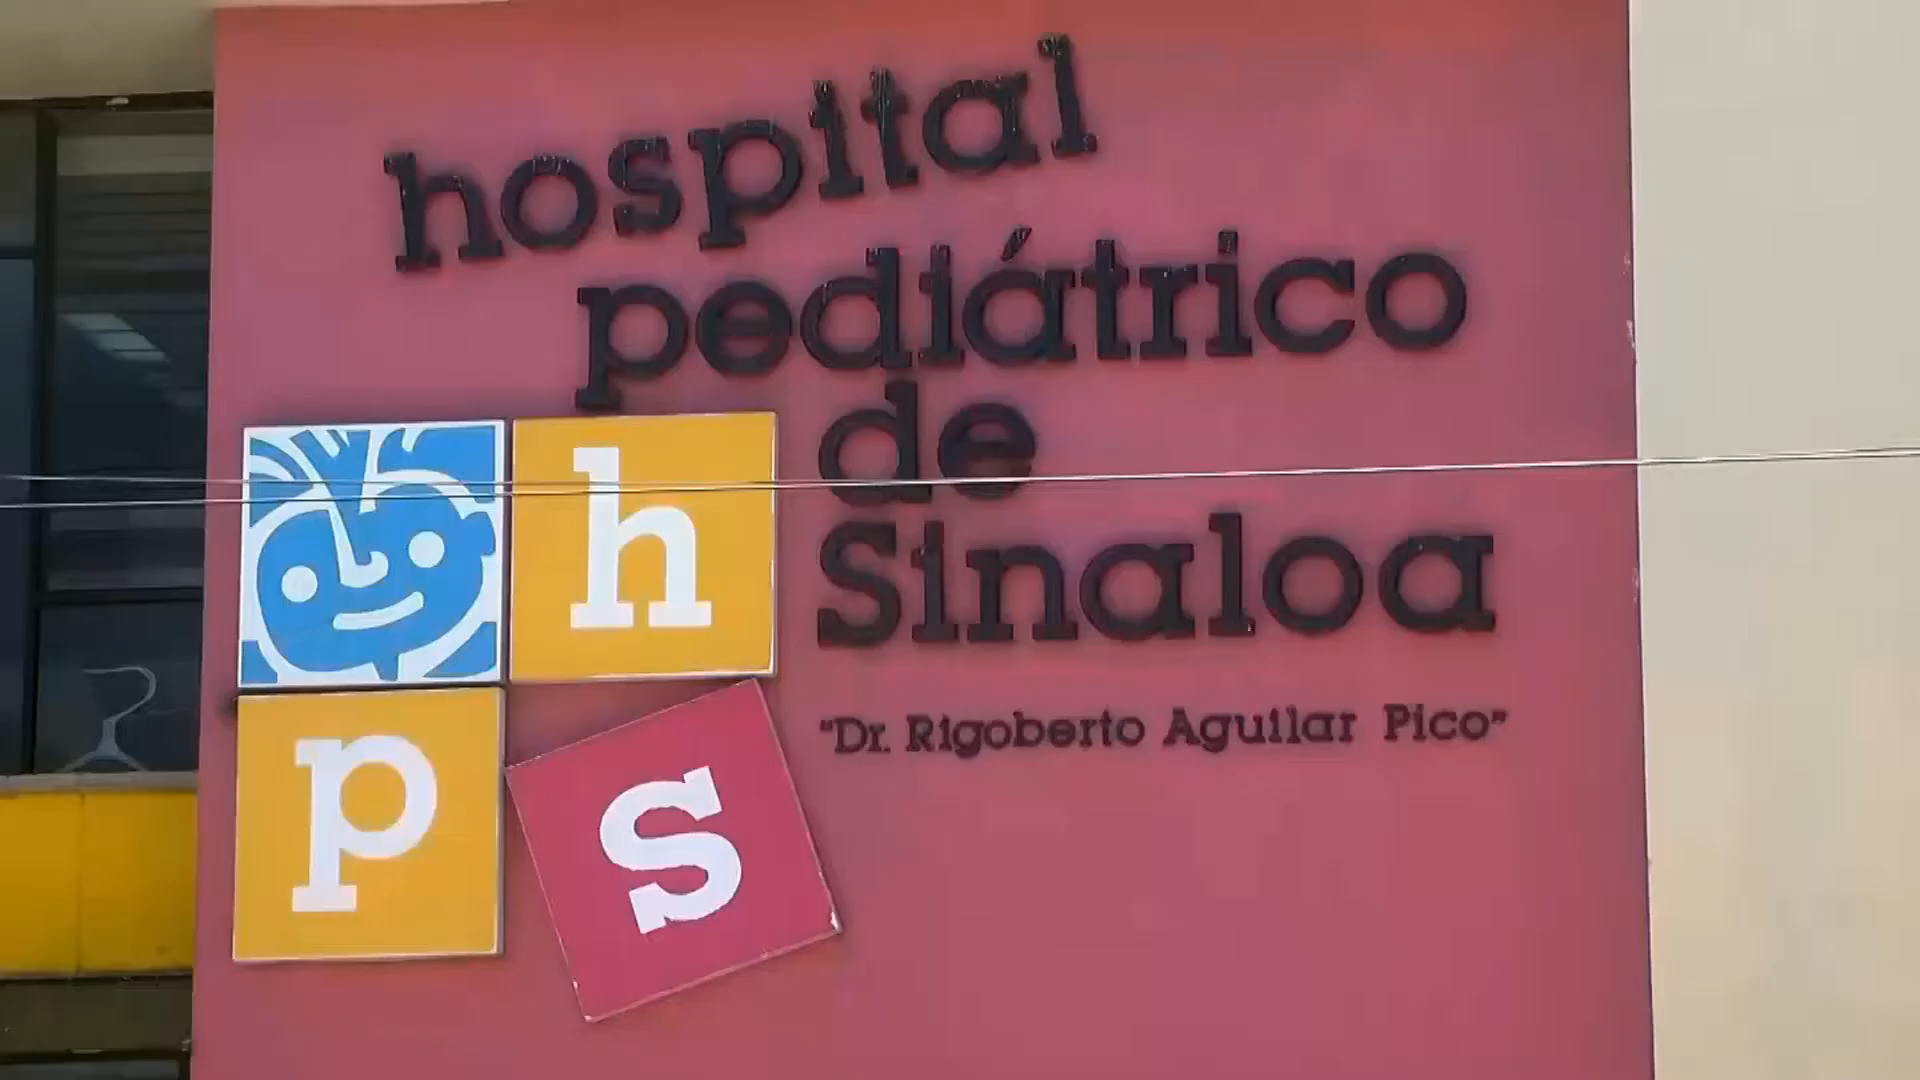 hospital
pediátrico
de
Sinaloa
"Dr. Rigoberto Aguilar Pico"
h
p
s